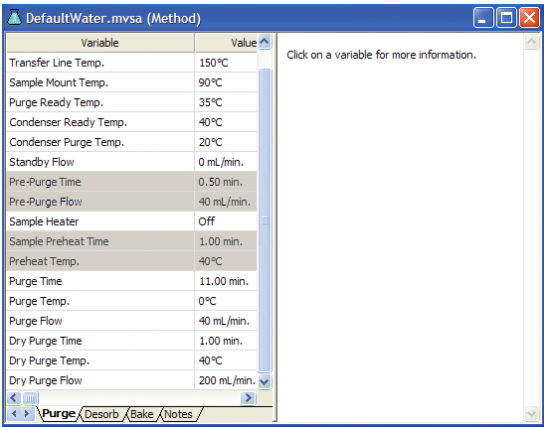 DefaultWater.mvsa (Method)
Variable Value
Click on a variable for more information.
Transfer Line Temp. 150°C
Sample Mount Temp. 90°C
Purge Ready Temp. 35°C
Condenser Ready Temp. 40°C
Condenser Purge Temp. 20°C
Standby Flow 0 mL/min.
Pre-Purge Time 0.50 min.
Pre-Purge Flow 40 mL/min.
Sample Heater Off
Sample Preheat Time 1.00 min.
Preheat Temp. 40°C
Purge Time 11.00 min.
Purge Temp. 0°C
Purge Flow 40 mL/min.
Dry Purge Time 1.00 min.
Dry Purge Temp. 40°C
Dry Purge Flow 200 mL/min.
Purge Desorb Bake Notes